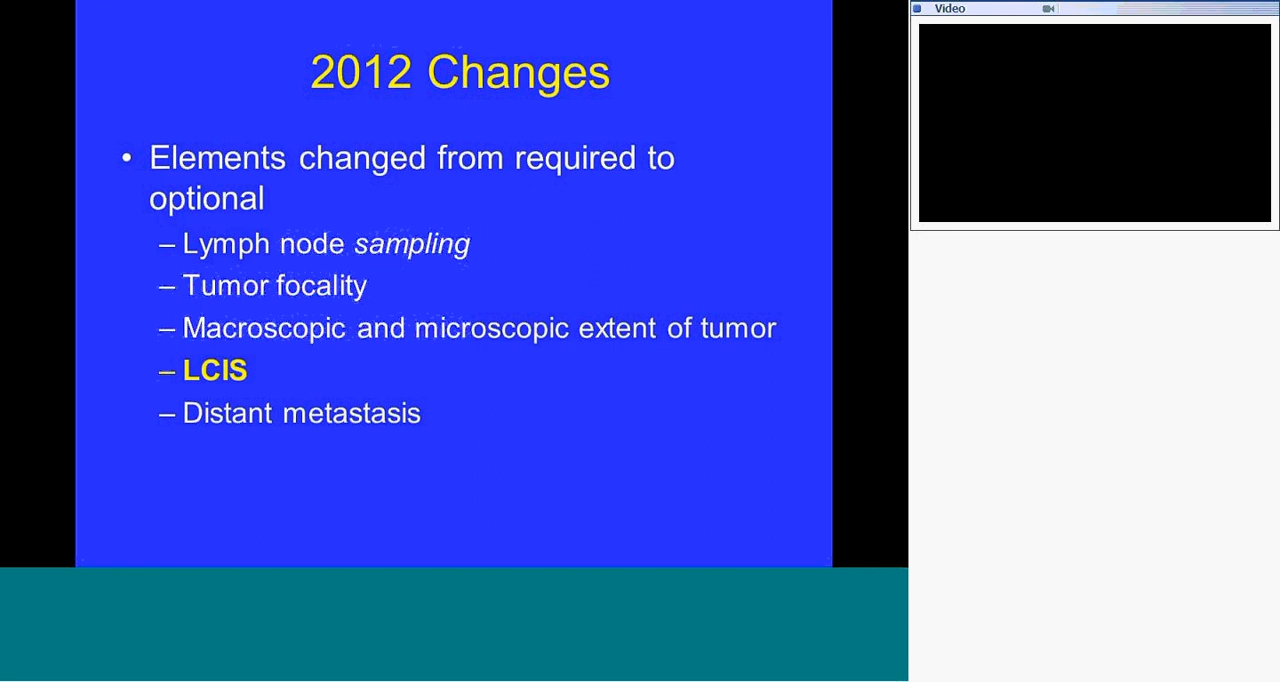 Video
2012 Changes
• Elements changed from required to
optional
– Lymph node sampling
– Tumor focality
– Macroscopic and microscopic extent of tumor
– LCIS
– Distant metastasis